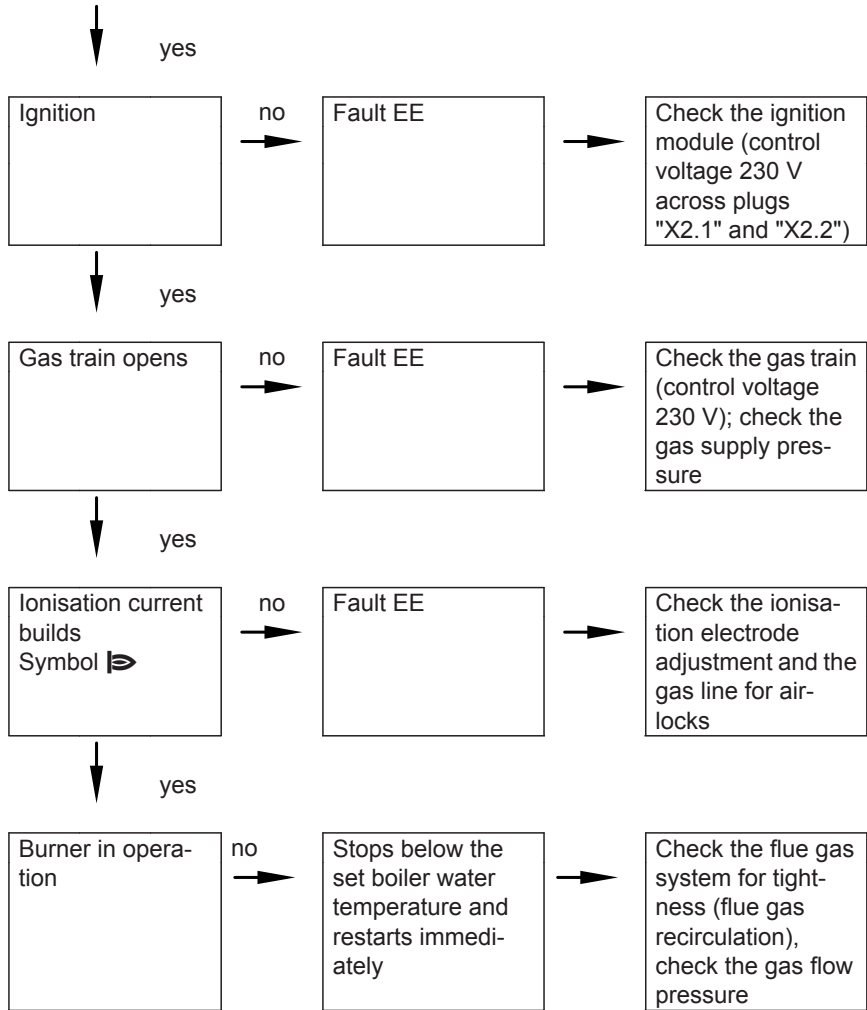 yes
Ignition
no
Fault EE
Check the ignition
module (control
voltage 230 V
across plugs
"X2.1" and "X2.2")
yes
Gas train opens
no
Fault EE
Check the gas train
(control voltage
230 V); check the
gas supply pres-
sure
yes
Ionisation current
builds
Symbol
no
Fault EE
Check the ionisa-
tion electrode
adjustment and the
gas line for air-
locks
yes
Burner in opera-
tion
no
Stops below the
set boiler water
temperature and
restarts immedi-
ately
Check the flue gas
system for tight-
ness (flue gas
recirculation),
check the gas flow
pressure